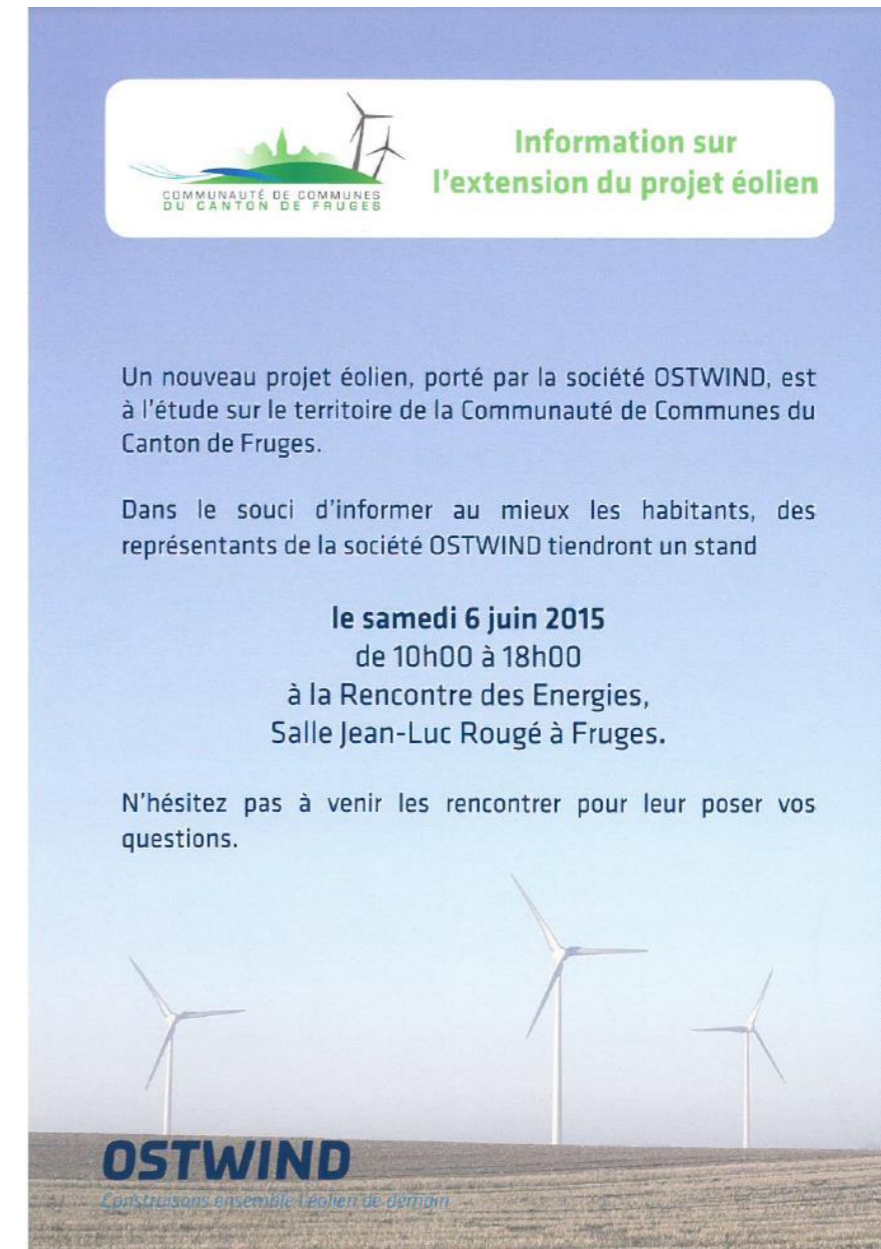 COMMUNAUTÉ DE COMMUNES
DU CANTON DE FRUGES
Information sur
l'extension du projet éolien
Un nouveau projet éolien, porté par la société OSTWIND, est
à l'étude sur le territoire de la Communauté de Communes du
Canton de Fruges.
Dans le souci d'informer au mieux les habitants, des
représentants de la société OSTWIND tiendront un stand
le samedi 6 juin 2015
de 10h00 à 18h00
à la Rencontre des Energies,
Salle Jean-Luc Rougé à Fruges.
N'hésitez pas à venir les rencontrer pour leur poser vos
questions.
OSTWIND
Construisons ensemble l'éolien de demain